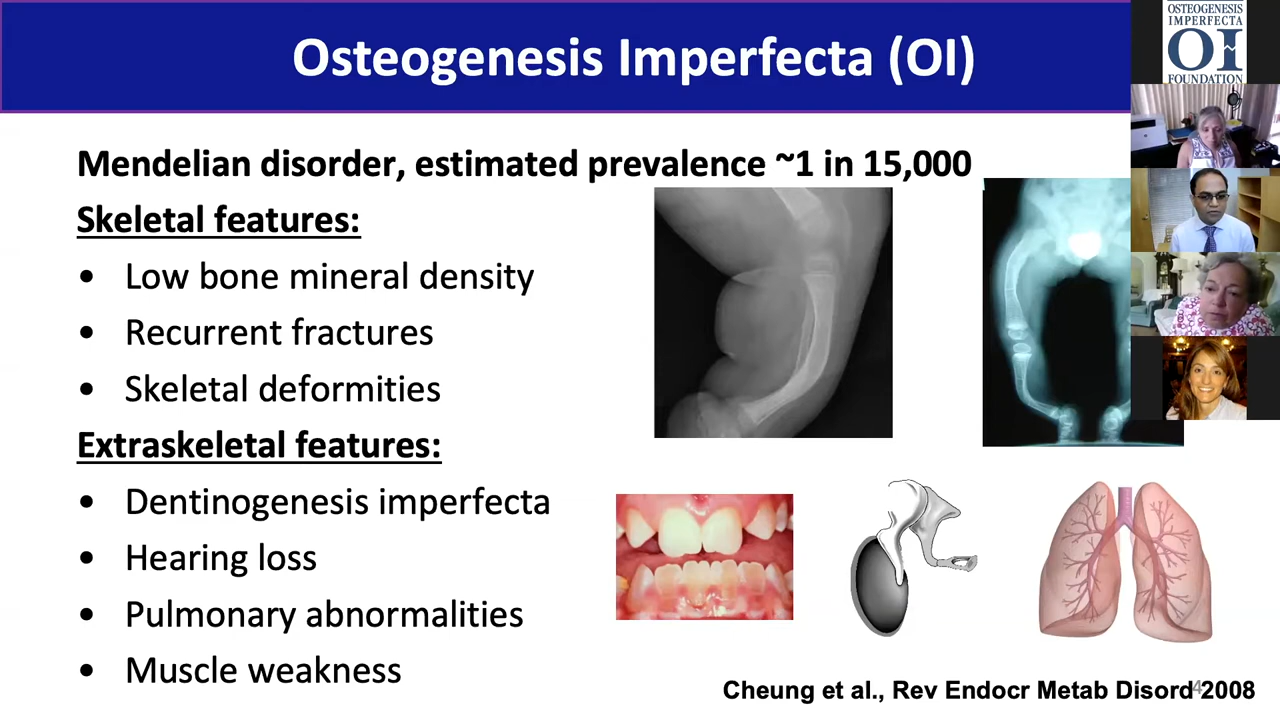 Osteogenesis Imperfecta (OI)
OSTEOGENESIS
IMPERFECTA
OI
FOUNDATION
Mendelian disorder, estimated prevalence ~1 in 15,000
Skeletal features:
• Low bone mineral density
• Recurrent fractures
• Skeletal deformities
Extraskeletal features:
• Dentinogenesis imperfecta
• Hearing loss
• Pulmonary abnormalities
• Muscle weakness
Cheung et al., Rev Endocr Metab Disord 2008
4